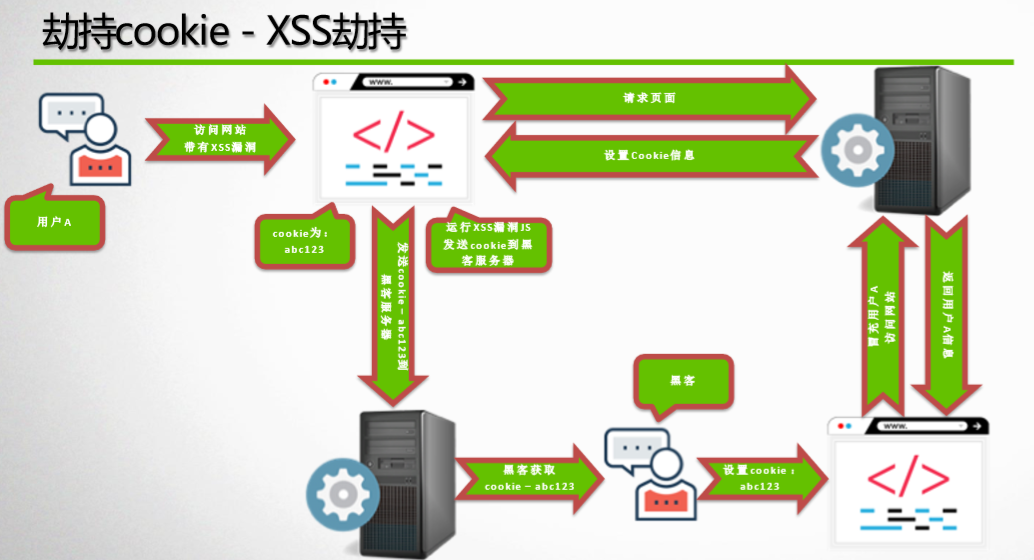 劫持cookie - XSS劫持
www.
请求页面
访问网站
带有XSS漏洞
设置Cookie信息
用户A
cookie为：
abc123
运行XSS漏洞JS
发送cookie到黑
客服务器
发送cookie－abc123到
黑客服务器
冒充用户A
访问网站
返回用户A信息
黑客
www.
黑客获取
cookie－abc123
设置cookie：
abc123